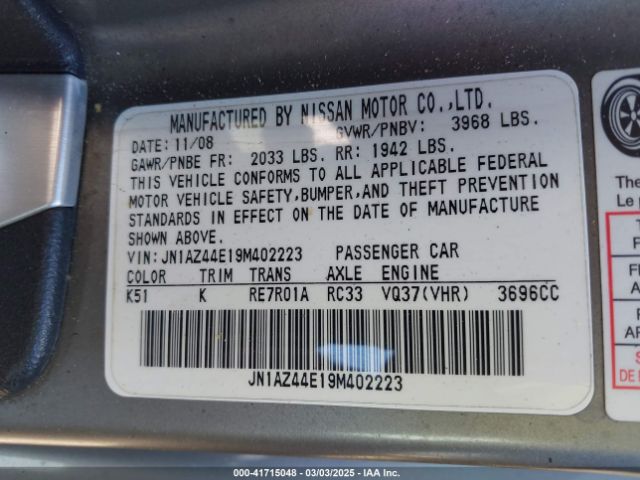 MANUFACTURED BY NISSAN MOTOR CO.,LTD.
DATE: 11/08 GVWR/PNBV: 3968 LBS.
GAWR/PNBE FR: 2033 LBS. RR: 1942 LBS.
THIS VEHICLE CONFORMS TO ALL APPLICABLE FEDERAL
MOTOR VEHICLE SAFETY,BUMPER,AND THEFT PREVENTION
STANDARDS IN EFFECT ON THE DATE OF MANUFACTURE
SHOWN ABOVE.
VIN: JN1AZ44E19M402223 PASSENGER CAR
COLOR TRIM TRANS AXLE ENGINE
K51 K RE7R01A RC33 VQ37(VHR) 3696CC
JN1AZ44E19M402223
The
Le p
DE
000-41715048 - 03/03/2025 - IAA Inc.